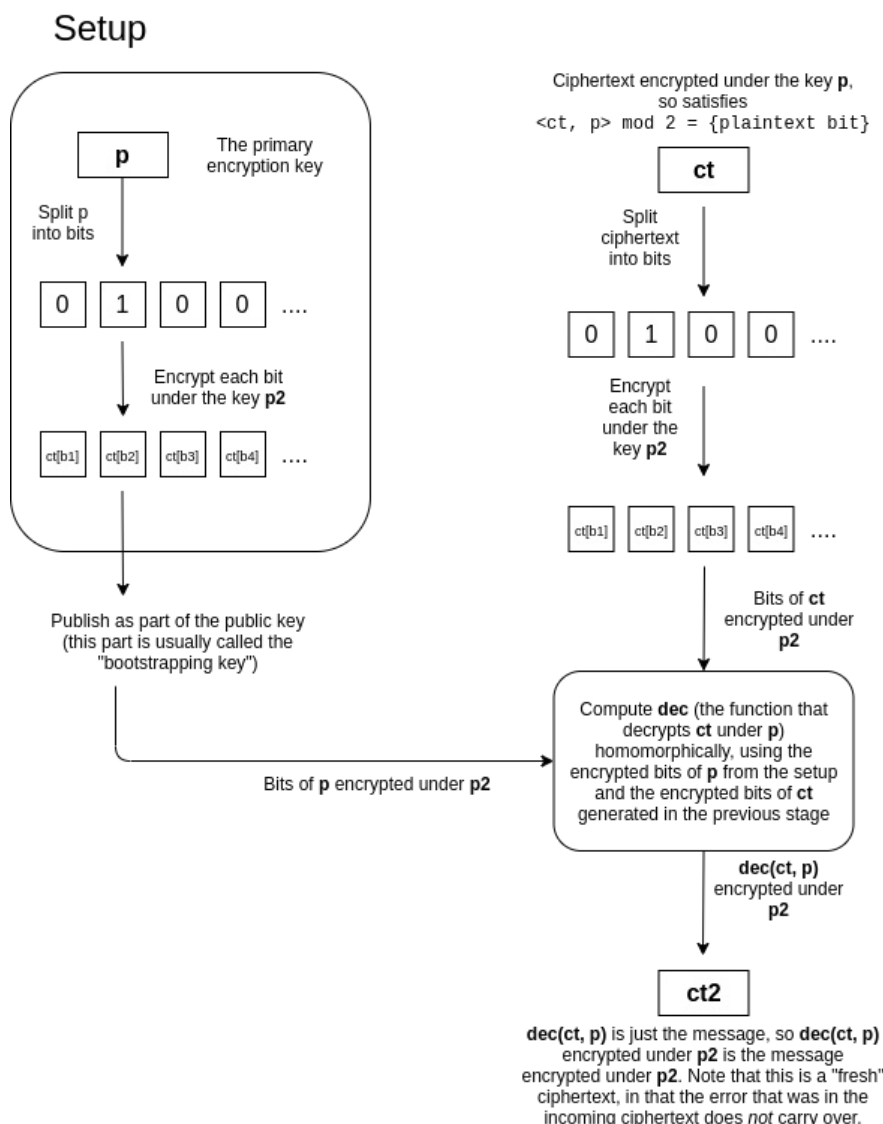 Setup
p
The primary
encryption key
Split p
into bits
0 1 0 0 ....
Encrypt each bit
under the key p2
ct[b1] ct[b2] ct[b3] ct[b4] ....
Publish as part of the public key
(this part is usually called the
"bootstrapping key")
Bits of p encrypted under p2
Ciphertext encrypted under the key p,
so satisfies
<ct, p> mod 2 = {plaintext bit}
ct
Split
ciphertext
into bits
0 1 0 0 ....
Encrypt
each bit
under the
key p2
ct[b1] ct[b2] ct[b3] ct[b4] ....
Bits of ct
encrypted under
p2
Compute dec (the function that
decrypts ct under p)
homomorphically, using the
encrypted bits of p from the setup
and the encrypted bits of ct
generated in the previous stage
dec(ct, p)
encrypted under
p2
ct2
dec(ct, p) is just the message, so dec(ct, p)
encrypted under p2 is the message
encrypted under p2. Note that this is a "fresh"
ciphertext, in that the error that was in the
incoming ciphertext does not carry over.